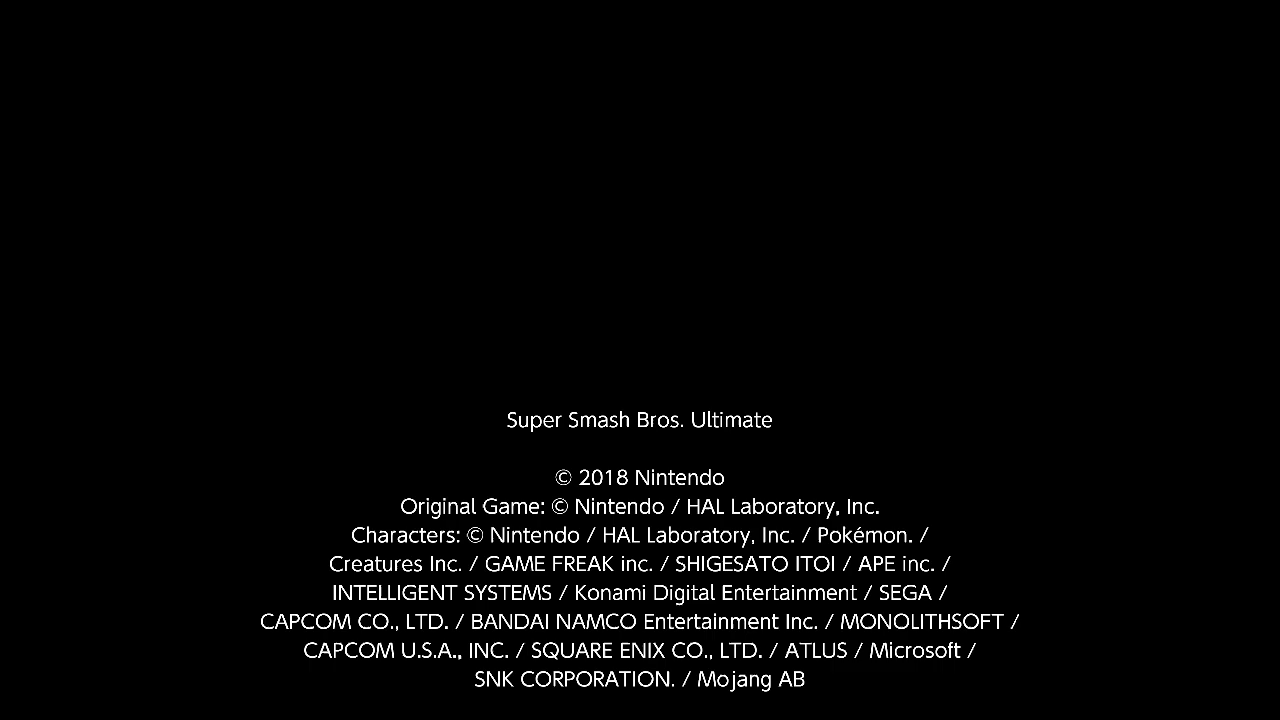 Super Smash Bros. Ultimate
© 2018 Nintendo
Original Game: © Nintendo / HAL Laboratory, Inc.
Characters: © Nintendo / HAL Laboratory, Inc. / Pokémon. /
Creatures Inc. / GAME FREAK inc. / SHIGESATO ITOI / APE inc. /
INTELLIGENT SYSTEMS / Konami Digital Entertainment / SEGA /
CAPCOM CO., LTD. / BANDAI NAMCO Entertainment Inc. / MONOLITHSOFT /
CAPCOM U.S.A., INC. / SQUARE ENIX CO., LTD. / ATLUS / Microsoft /
SNK CORPORATION. / Mojang AB